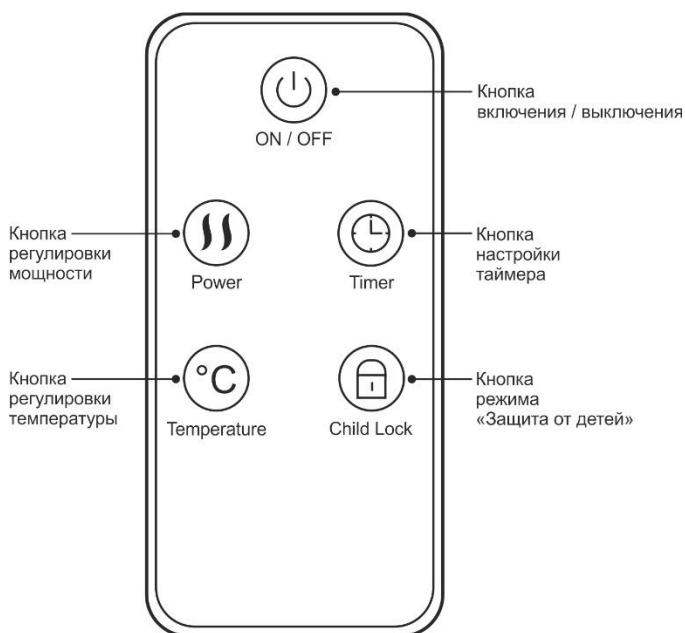 ON / OFF
Кнопка
включения / выключения
Кнопка
регулировки
мощности
Power
Timer
Кнопка
настройки
таймера
°C
Кнопка
регулировки
температуры
Temperature
Child Lock
Кнопка
режима
«Защита от детей»